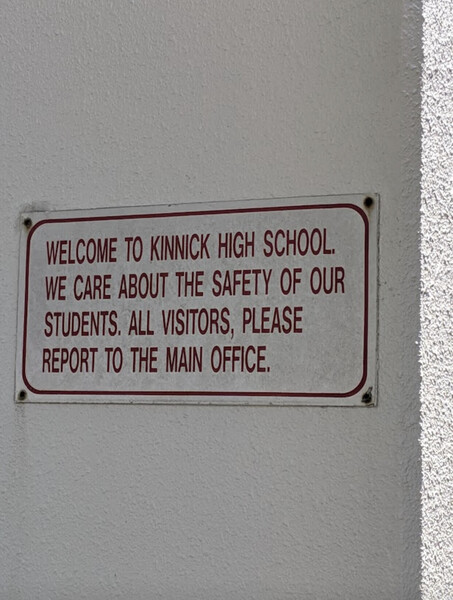 WELCOME TO KINNICK HIGH SCHOOL.
WE CARE ABOUT THE SAFETY OF OUR
STUDENTS. ALL VISITORS, PLEASE
REPORT TO THE MAIN OFFICE.